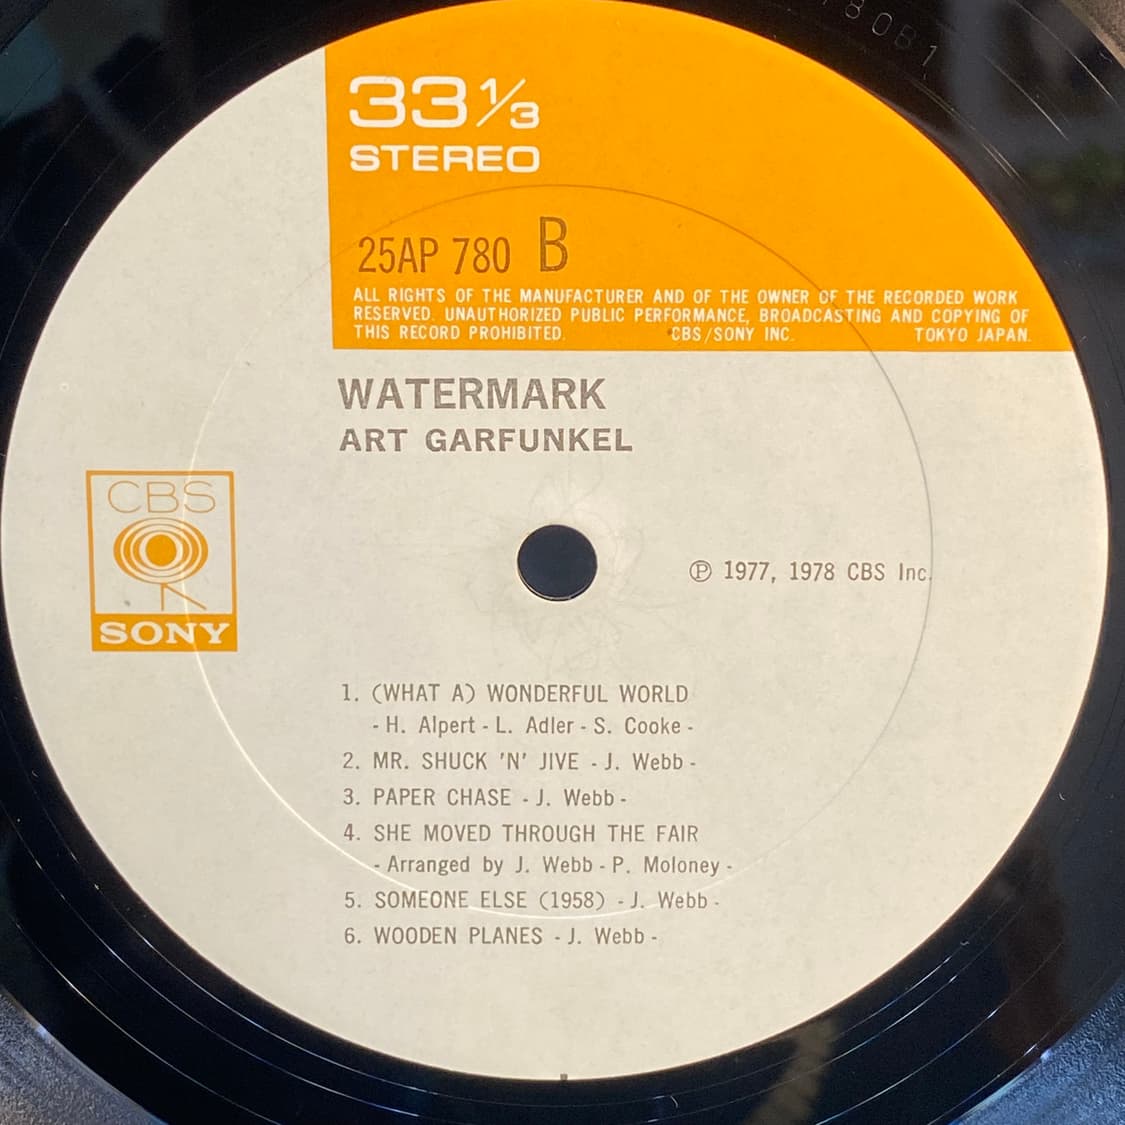 33 1/3
STEREO
25AP 780 B
ALL RIGHTS OF THE MANUFACTURER AND OF THE OWNER OF THE RECORDED WORK
RESERVED. UNAUTHORIZED PUBLIC PERFORMANCE, BROADCASTING AND COPYING OF
THIS RECORD PROHIBITED. CBS/SONY INC. TOKYO JAPAN.
WATERMARK
ART GARFUNKEL
CBS
SONY
℗ 1977, 1978 CBS Inc.
1. (WHAT A) WONDERFUL WORLD
- H. Alpert - L. Adler - S. Cooke -
2. MR. SHUCK 'N' JIVE - J. Webb -
3. PAPER CHASE - J. Webb -
4. SHE MOVED THROUGH THE FAIR
- Arranged by J. Webb - P. Moloney -
5. SOMEONE ELSE (1958) - J. Webb -
6. WOODEN PLANES - J. Webb -